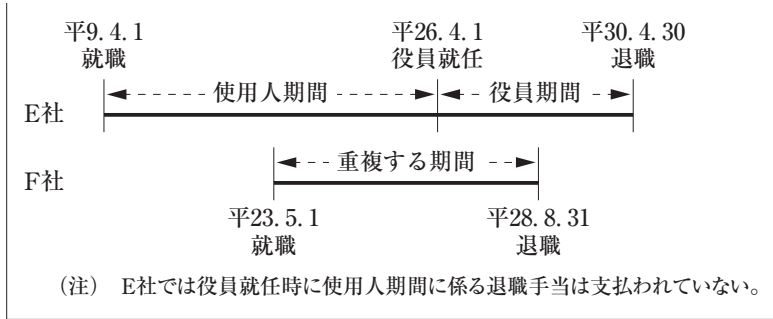 平9.4.1 平26.4.1 平30.4.30
就職 役員就任 退職
使用人期間 役員期間
E社
重複する期間
F社
平23.5.1 平28.8.31
就職 退職
(注) E社では役員就任時に使用人期間に係る退職手当は支払われていない。